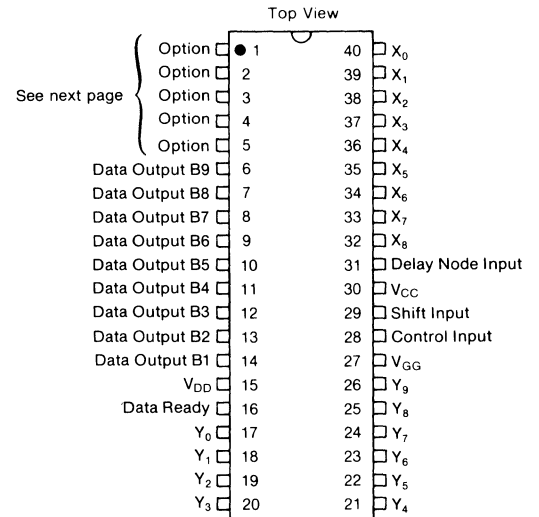 Top View
Option 1 40 X0
Option 2 39 X1
See next page Option 3 38 X2
Option 4 37 X3
Option 5 36 X4
Data Output B9 6 35 X5
Data Output B8 7 34 X6
Data Output B7 8 33 X7
Data Output B6 9 32 X8
Data Output B5 10 31 Delay Node Input
Data Output B4 11 30 VCC
Data Output B3 12 29 Shift Input
Data Output B2 13 28 Control Input
Data Output B1 14 27 VGG
VDD 15 26 Y9
Data Ready 16 25 Y8
Y0 17 24 Y7
Y1 18 23 Y6
Y2 19 22 Y5
Y3 20 21 Y4